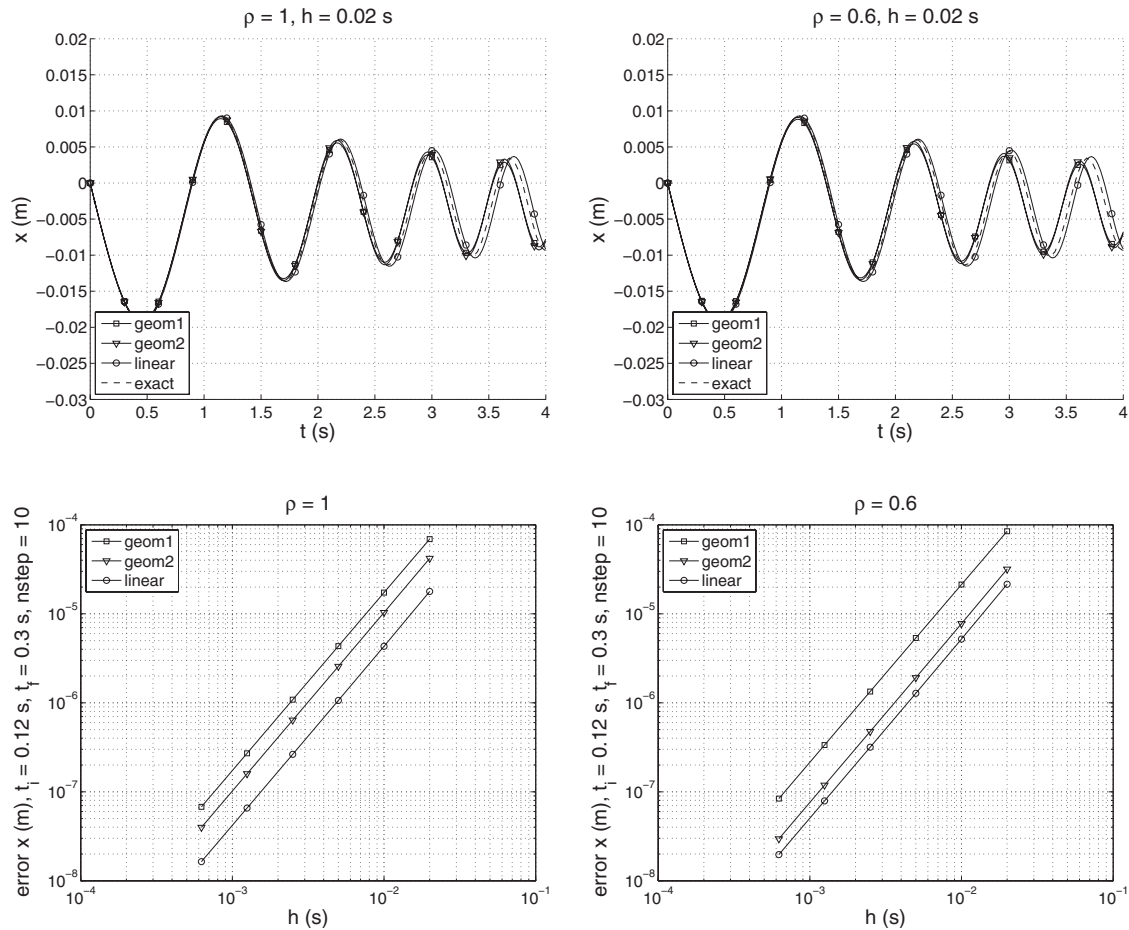 ρ = 1, h = 0.02 s
0.02
0.015
0.01
0.005
0
−0.005
−0.01
−0.015
−0.02
−0.025
−0.03
x (m)
geom1
geom2
linear
exact
0 0.5 1 1.5 2 2.5 3 3.5 4
t (s)
ρ = 0.6, h = 0.02 s
0.02
0.015
0.01
0.005
0
−0.005
−0.01
−0.015
−0.02
−0.025
−0.03
x (m)
geom1
geom2
linear
exact
0 0.5 1 1.5 2 2.5 3 3.5 4
t (s)
ρ = 1
error x (m), t_i = 0.12 s, t_f = 0.3 s, nstep = 10
10^−4
10^−5
10^−6
10^−7
10^−8
geom1
geom2
linear
10^−4 10^−3 10^−2 10^−1
h (s)
ρ = 0.6
error x (m), t_i = 0.12 s, t_f = 0.3 s, nstep = 10
10^−4
10^−5
10^−6
10^−7
10^−8
geom1
geom2
linear
10^−4 10^−3 10^−2 10^−1
h (s)